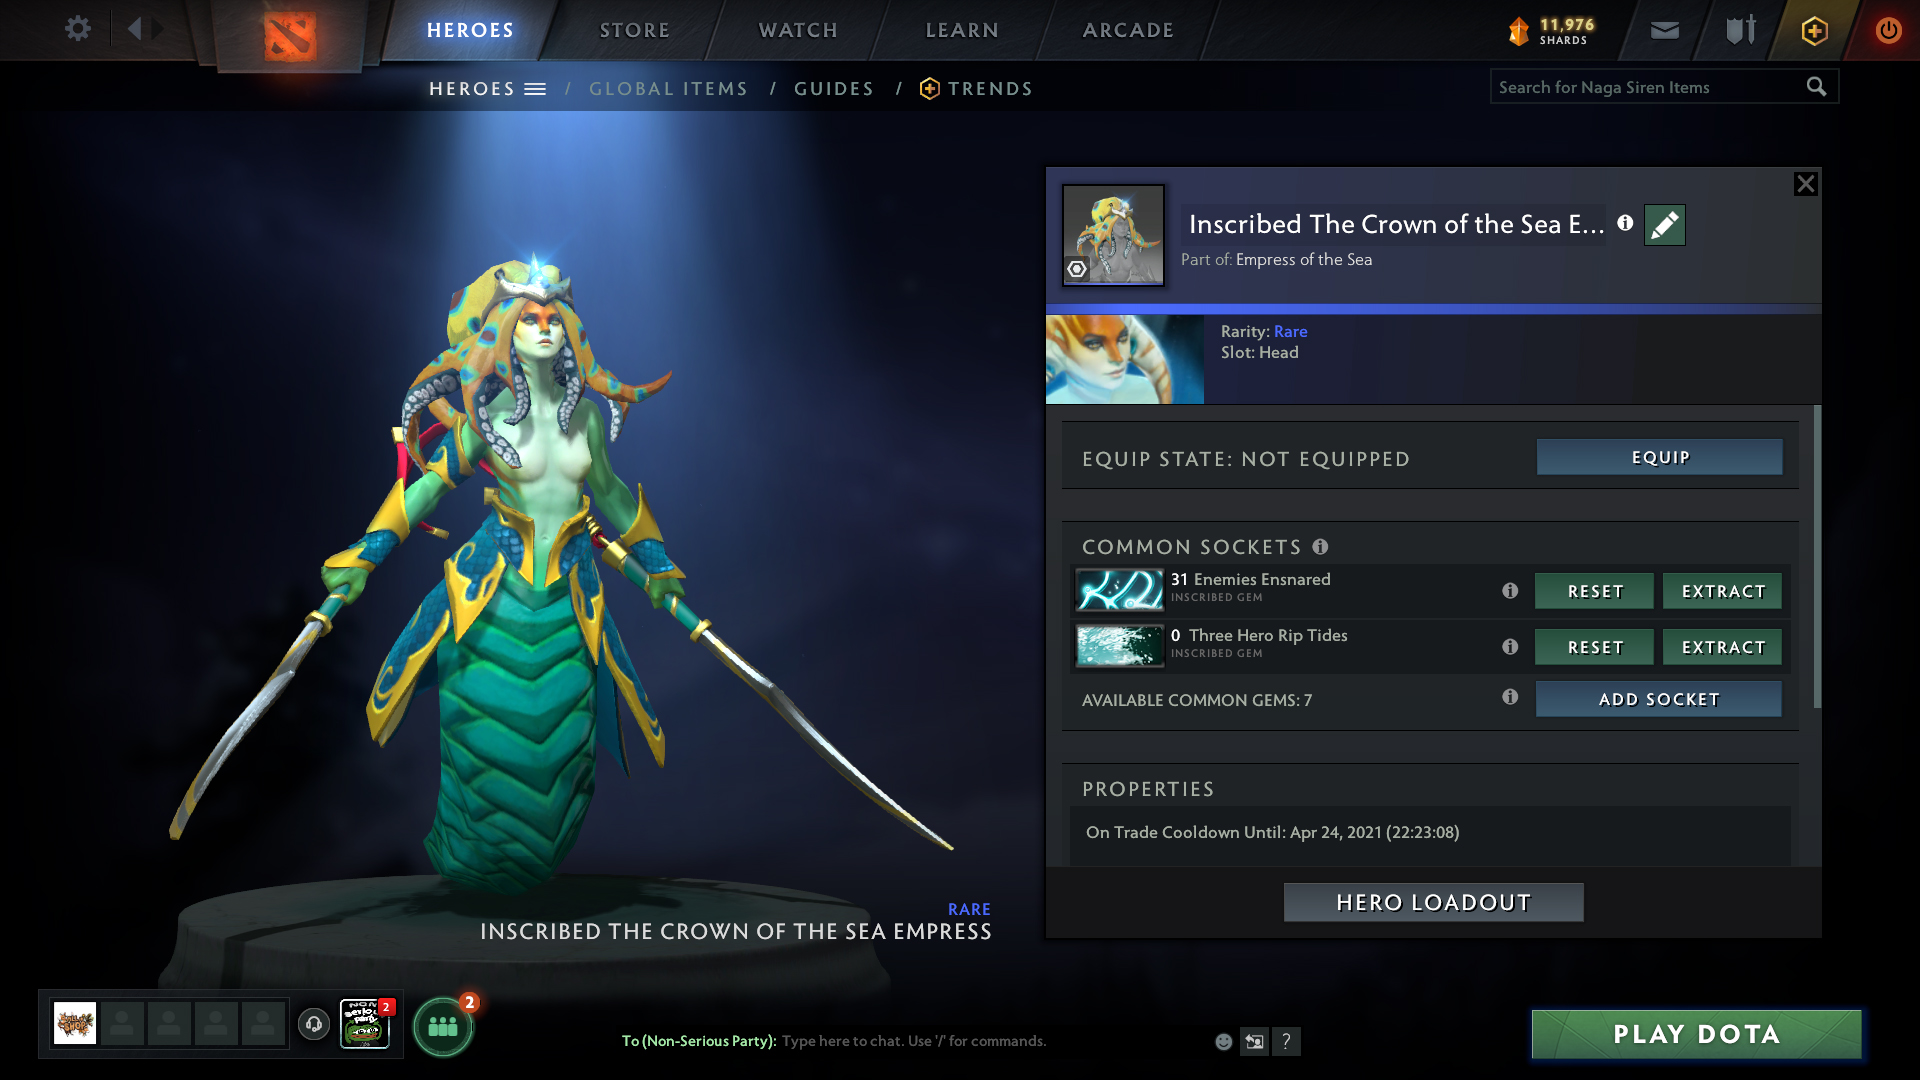 HEROES
STORE
WATCH
LEARN
ARCADE
11,976
SHARDS
HEROES / GLOBAL ITEMS / GUIDES / TRENDS
Search for Naga Siren Items
Inscribed The Crown of the Sea E...
Part of: Empress of the Sea
Rarity: Rare
Slot: Head
EQUIP STATE: NOT EQUIPPED
EQUIP
COMMON SOCKETS
31 Enemies Ensnared
INSCRIBED GEM
RESET
EXTRACT
0 Three Hero Rip Tides
INSCRIBED GEM
RESET
EXTRACT
AVAILABLE COMMON GEMS: 7
ADD SOCKET
PROPERTIES
On Trade Cooldown Until: Apr 24, 2021 (22:23:08)
HERO LOADOUT
RARE
INSCRIBED THE CROWN OF THE SEA EMPRESS
NON
serious
party
2
2
To (Non-Serious Party): Type here to chat. Use '/' for commands.
?
PLAY DOTA